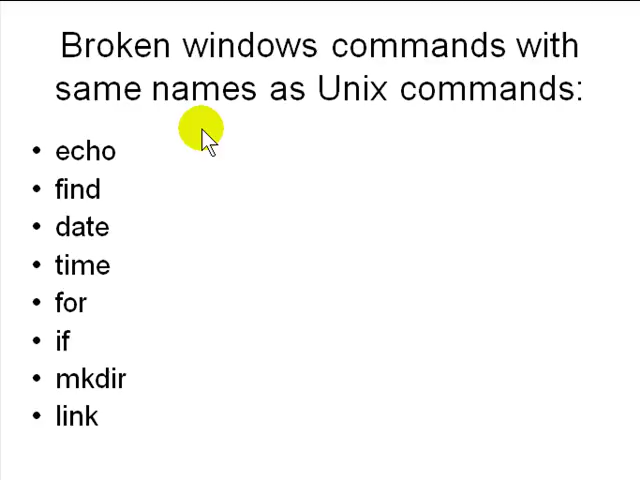 Broken windows commands with
same names as Unix commands:
• echo
• find
• date
• time
• for
• if
• mkdir
• link